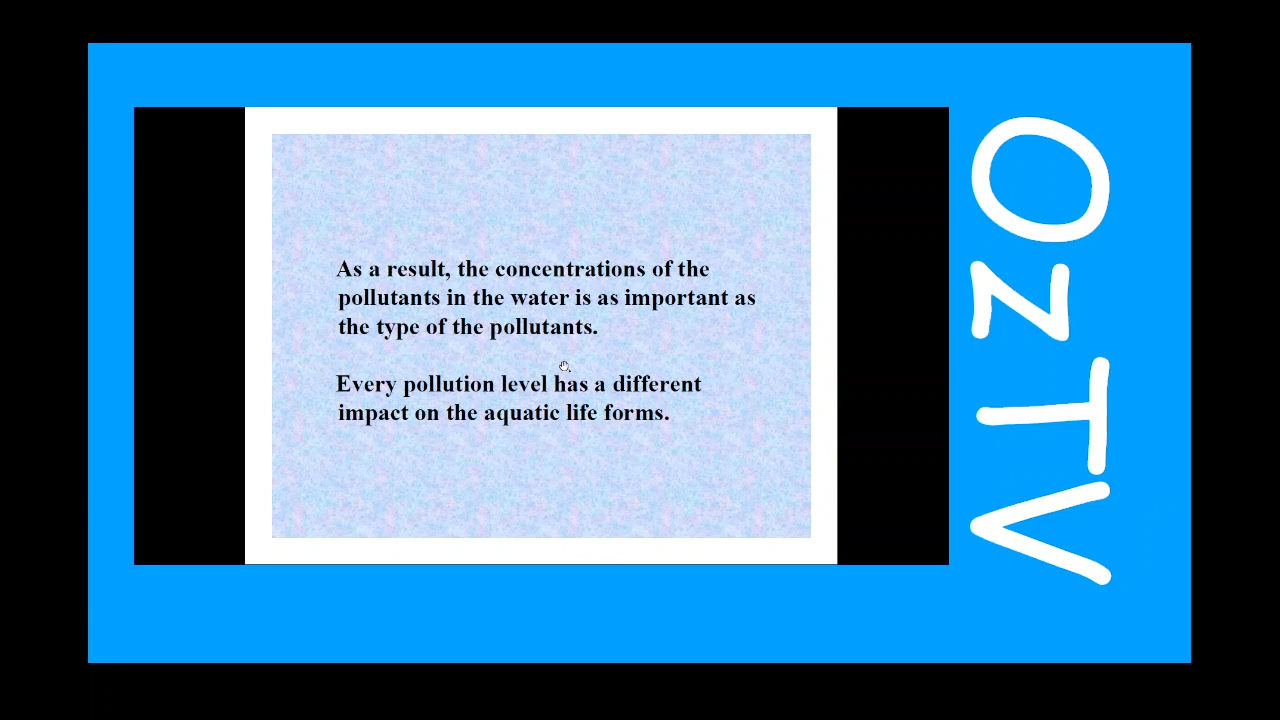 As a result, the concentrations of the
pollutants in the water is as important as
the type of the pollutants.
Every pollution level has a different
impact on the aquatic life forms.
OzTV